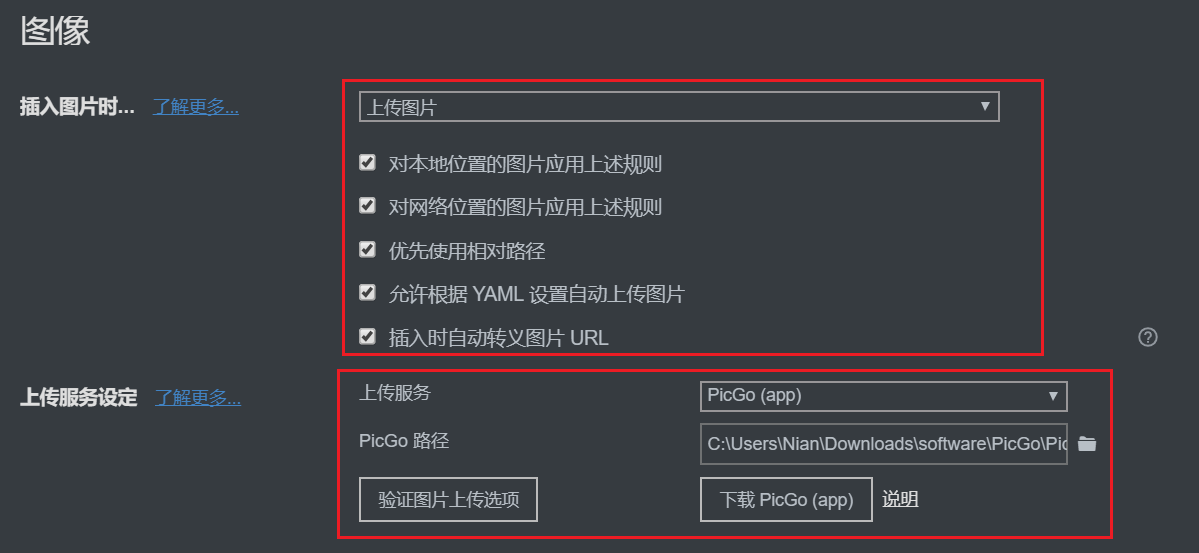 图像
插入图片时... 了解更多... 上传图片
对本地位置的图片应用上述规则
对网络位置的图片应用上述规则
优先使用相对路径
允许根据 YAML 设置自动上传图片
插入时自动转义图片 URL
上传服务设定 了解更多... 上传服务 PicGo (app)
PicGo 路径 C:\Users\Nian\Downloads\software\PicGo\Pic
验证图片上传选项 下载 PicGo (app) 说明